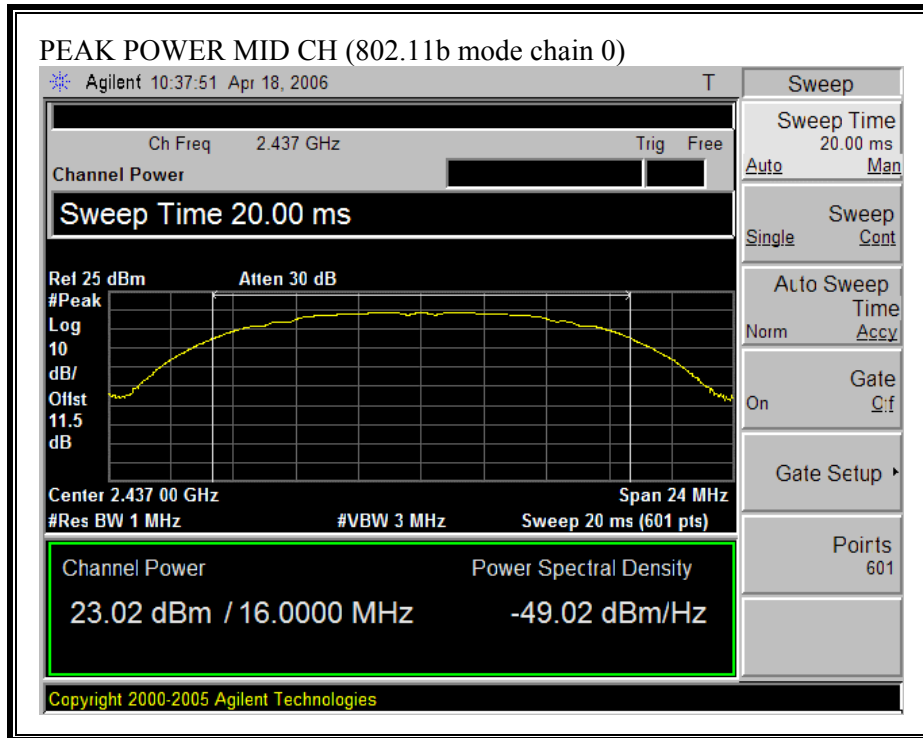 PEAK POWER MID CH (802.11b mode chain 0)
Agilent 10:37:51 Apr 18, 2006 T
Ch Freq 2.437 GHz Trig Free
Channel Power
Sweep Time 20.00 ms
Ref 25 dBm Atten 30 dB
#Peak
Log
10
dB/
Offst
11.5
dB
Center 2.437 00 GHz Span 24 MHz
#Res BW 1 MHz #VBW 3 MHz Sweep 20 ms (601 pts)
Channel Power Power Spectral Density
23.02 dBm / 16.0000 MHz -49.02 dBm/Hz
Copyright 2000-2005 Agilent Technologies
Sweep
Sweep Time
20.00 ms
Auto Man
Sweep
Single Cont
Auto Sweep
Time
Norm Accy
Gate
On Off
Gate Setup
Points
601